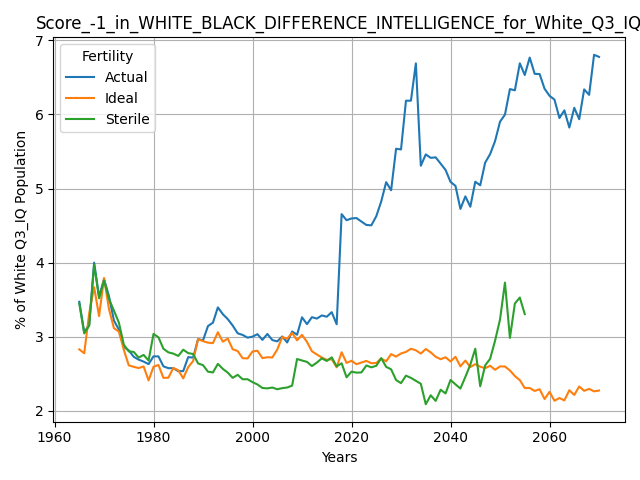 Score_-1_in_WHITE_BLACK_DIFFERENCE_INTELLIGENCE_for_White_Q3_IQ
Fertility
Actual
Ideal
Sterile
% of White Q3_IQ Population
7
6
5
4
3
2
1960
1980
2000
2020
2040
2060
Years